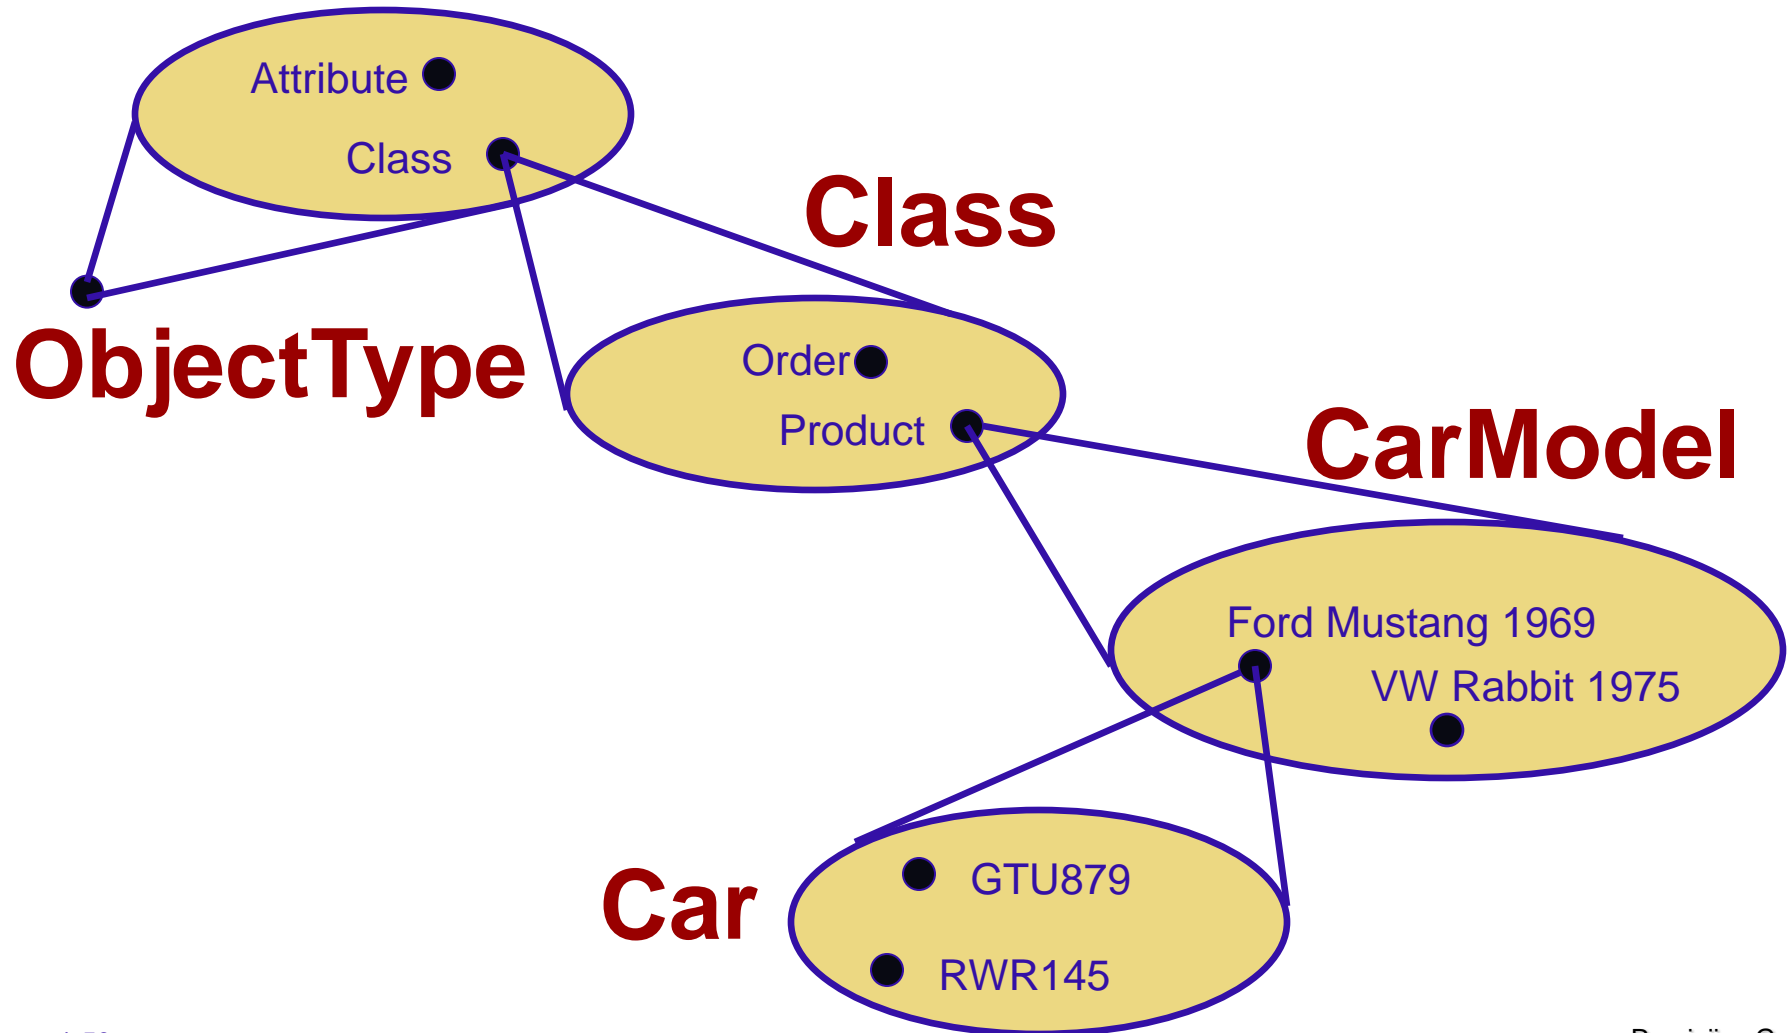 Attribute
Class
Class
ObjectType
Order
Product
CarModel
Ford Mustang 1969
VW Rabbit 1975
Car
GTU879
RWR145